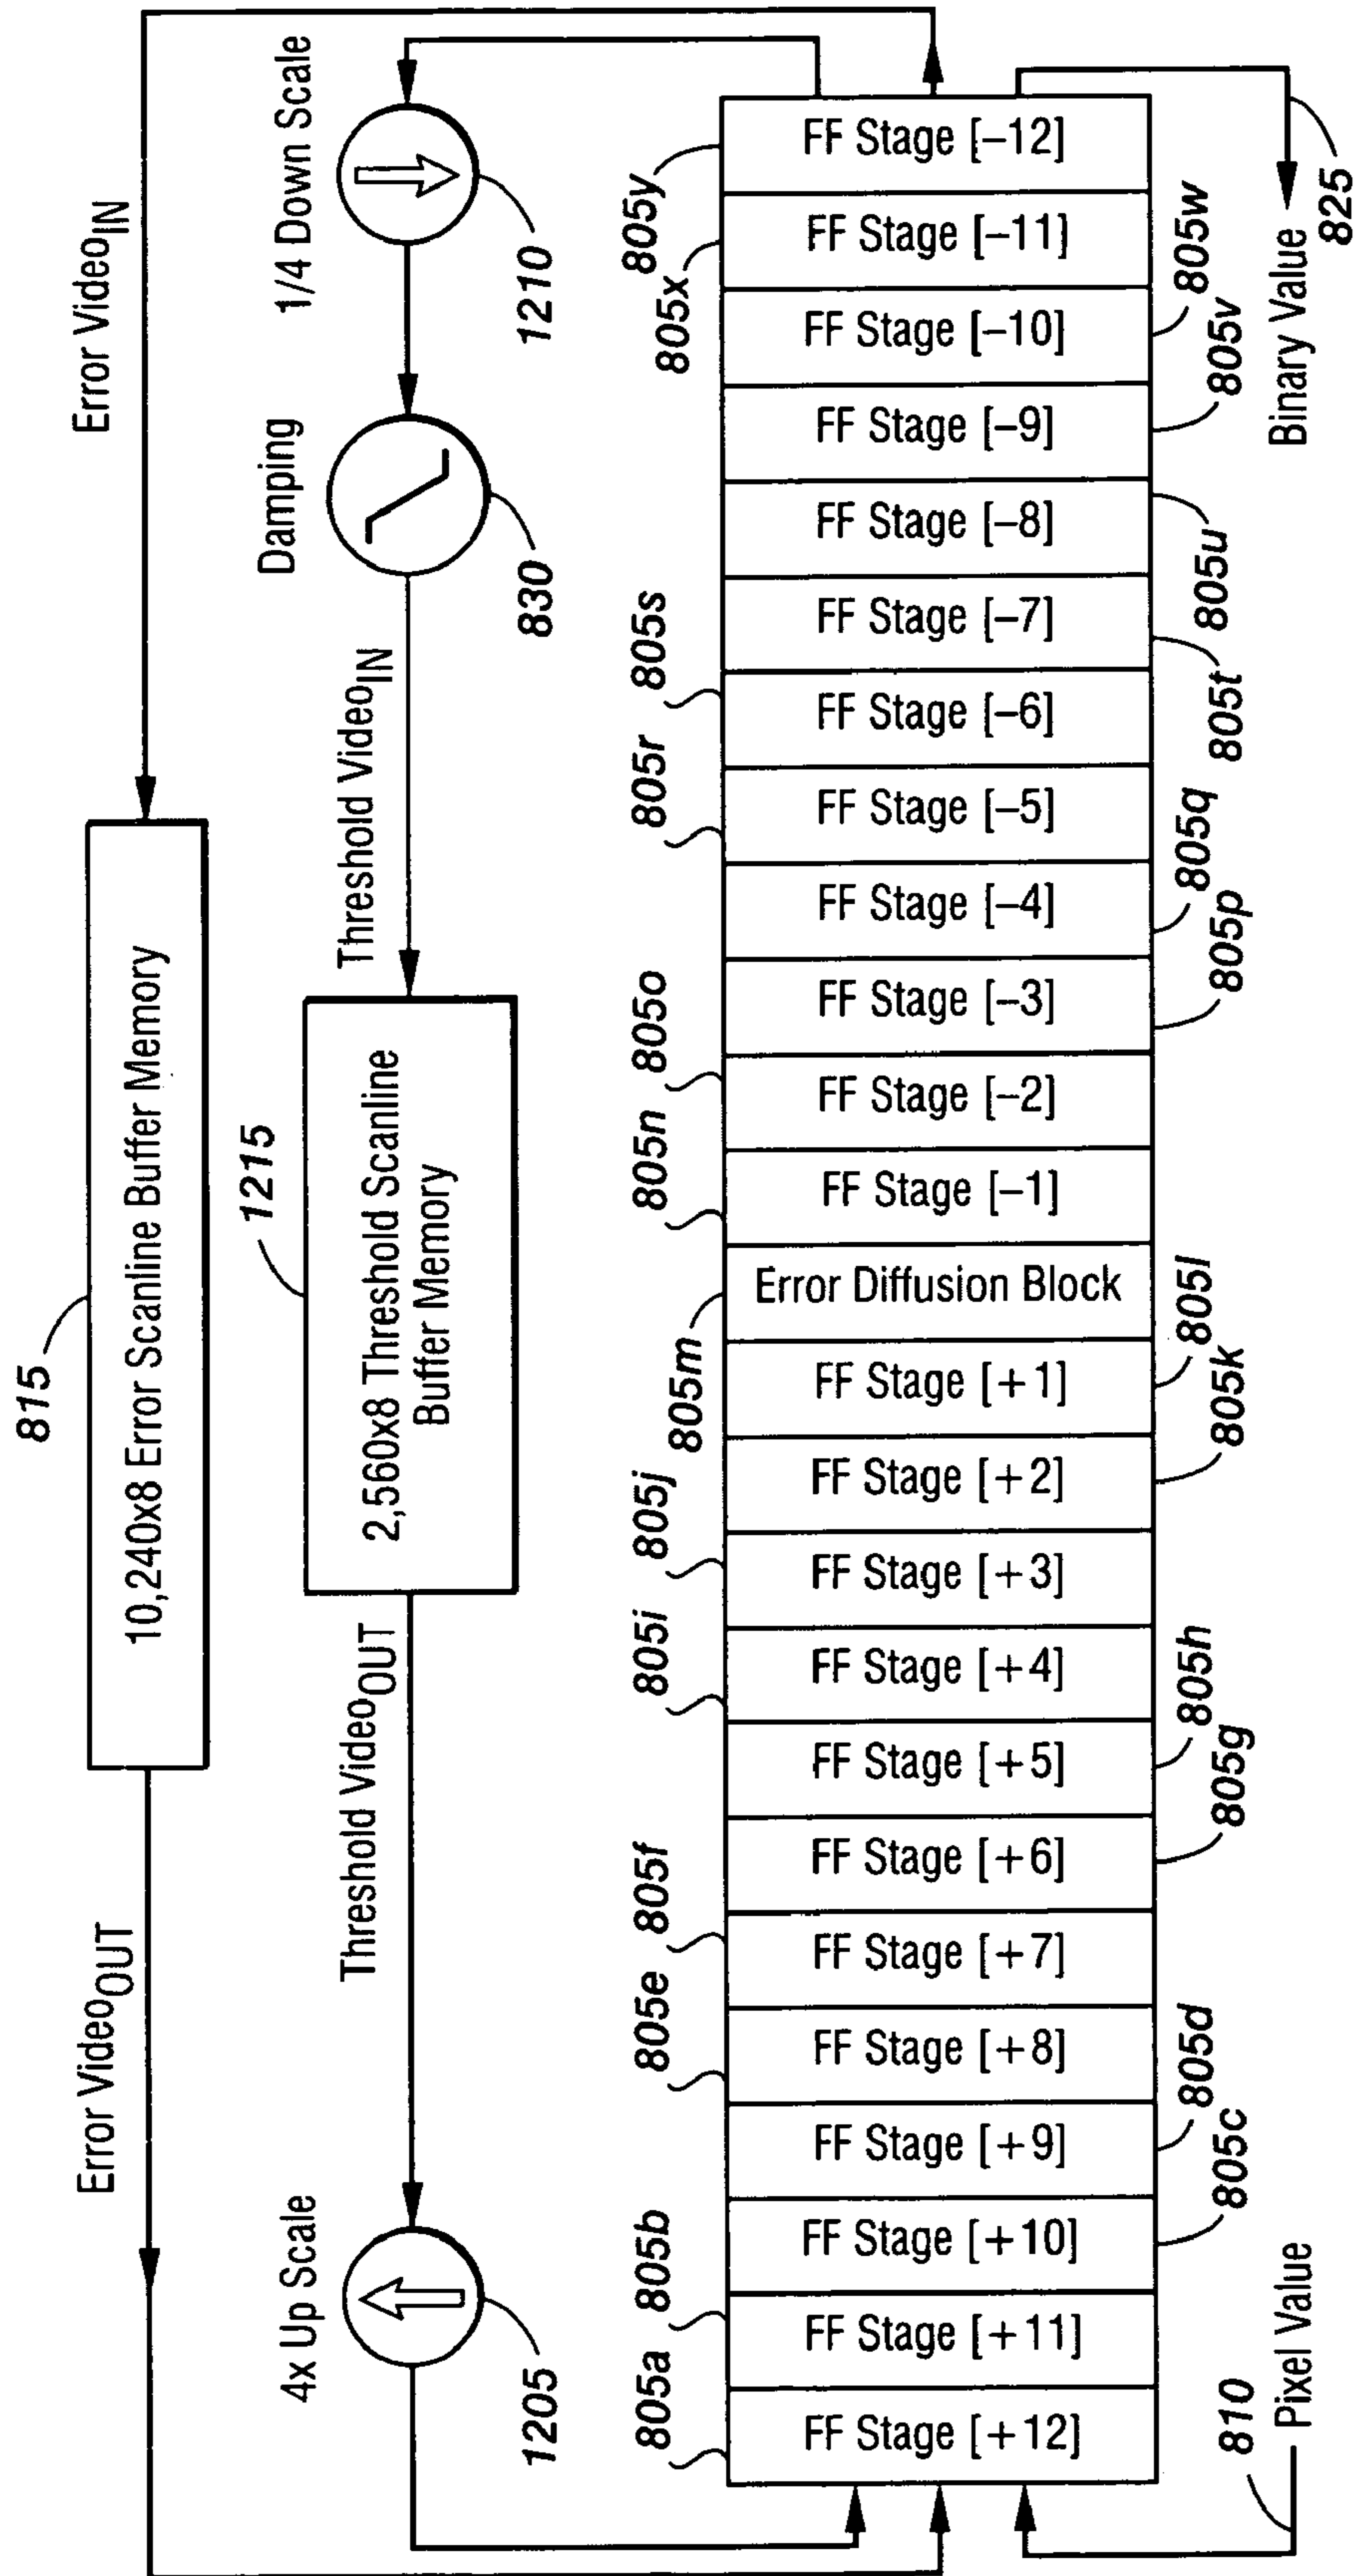 Error Video_IN
815
10,240x8 Error Scanline Buffer Memory
Error Video_OUT
1/4 Down Scale
1210
Damping
830
Threshold Video_IN
1215
2,560x8 Threshold Scanline
Buffer Memory
Threshold Video_OUT
4x Up Scale
1205
805a
805b
805e
805f
805i
805j
805m
805n
805o
805r
805s
805x
805y
FF Stage [+12]
FF Stage [+11]
FF Stage [+10]
FF Stage [+9]
FF Stage [+8]
FF Stage [+7]
FF Stage [+6]
FF Stage [+5]
FF Stage [+4]
FF Stage [+3]
FF Stage [+2]
FF Stage [+1]
Error Diffusion Block
FF Stage [−1]
FF Stage [−2]
FF Stage [−3]
FF Stage [−4]
FF Stage [−5]
FF Stage [−6]
FF Stage [−7]
FF Stage [−8]
FF Stage [−9]
FF Stage [−10]
FF Stage [−11]
FF Stage [−12]
805c
805d
805g
805h
805k
805l
805p
805q
805t
805u
805v
805w
810
Pixel Value
Binary Value
825